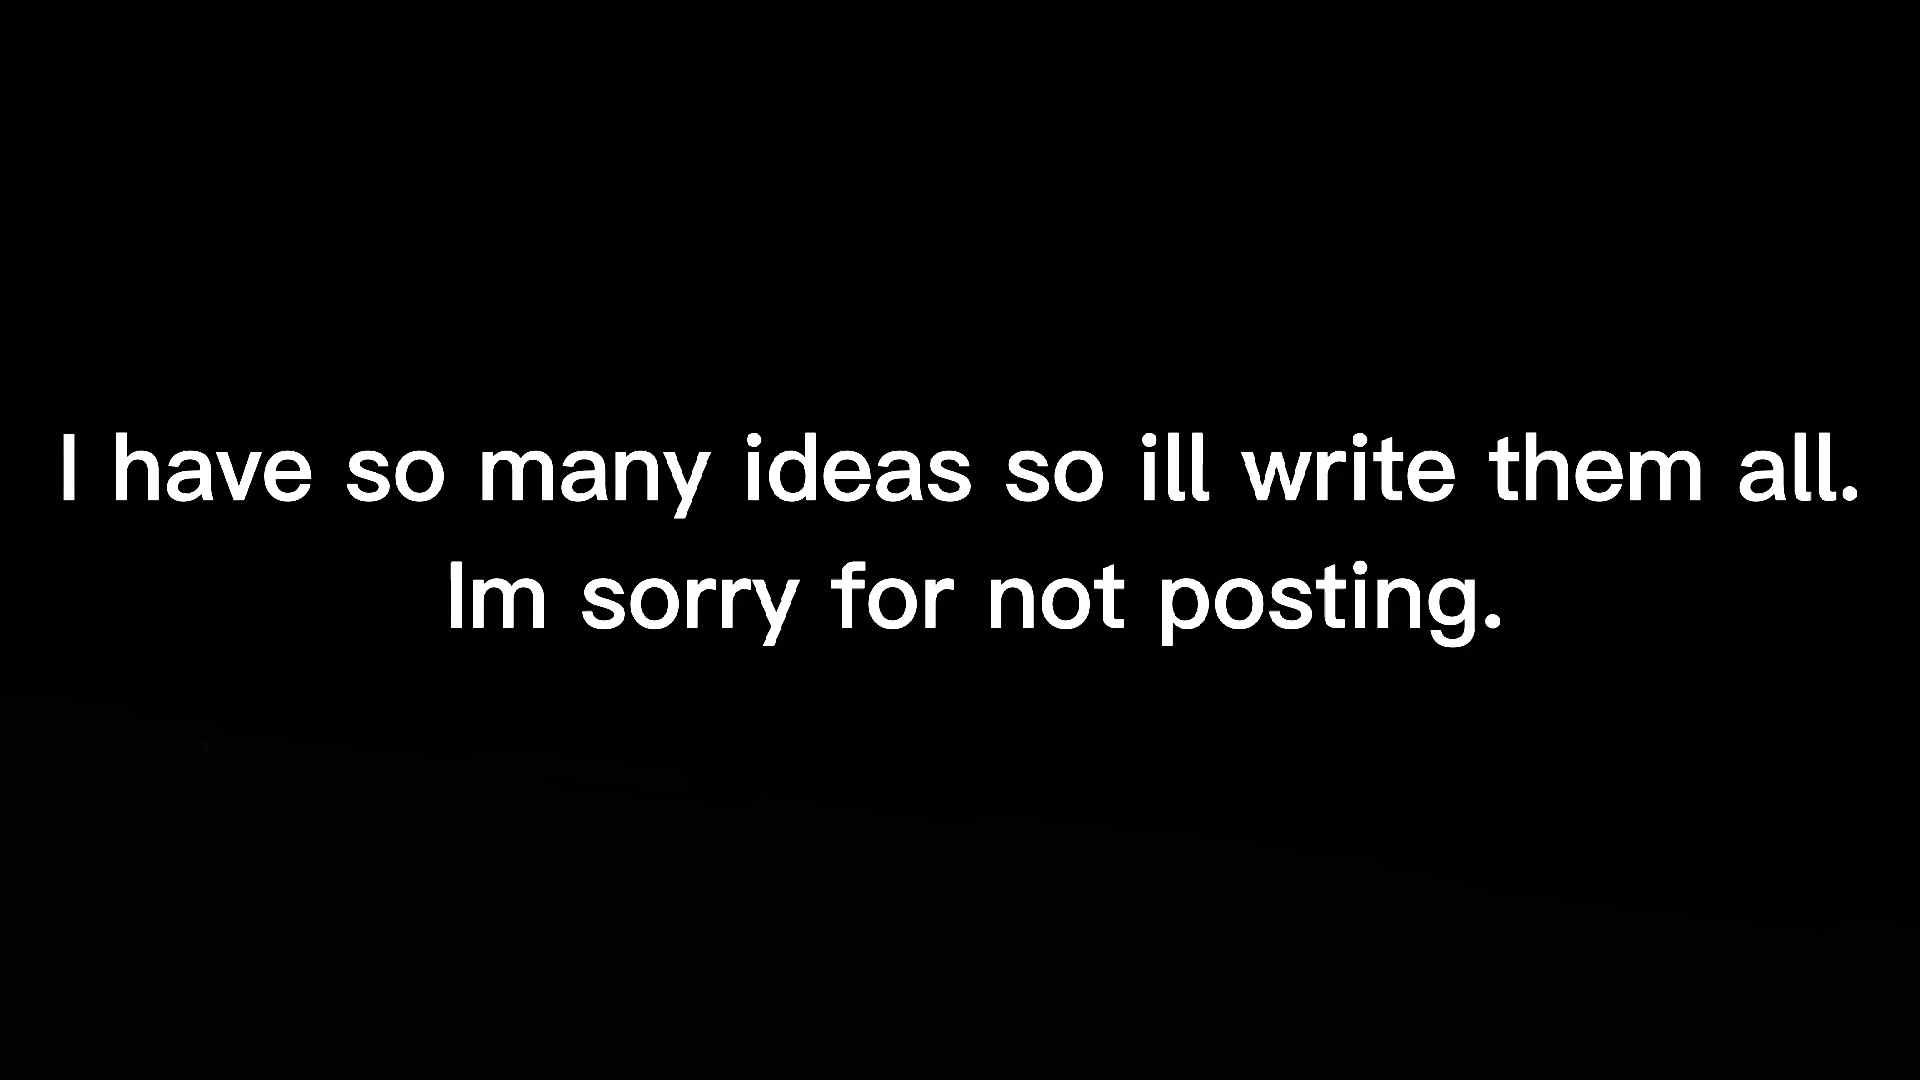 I have so many ideas so ill write them all.
Im sorry for not posting.